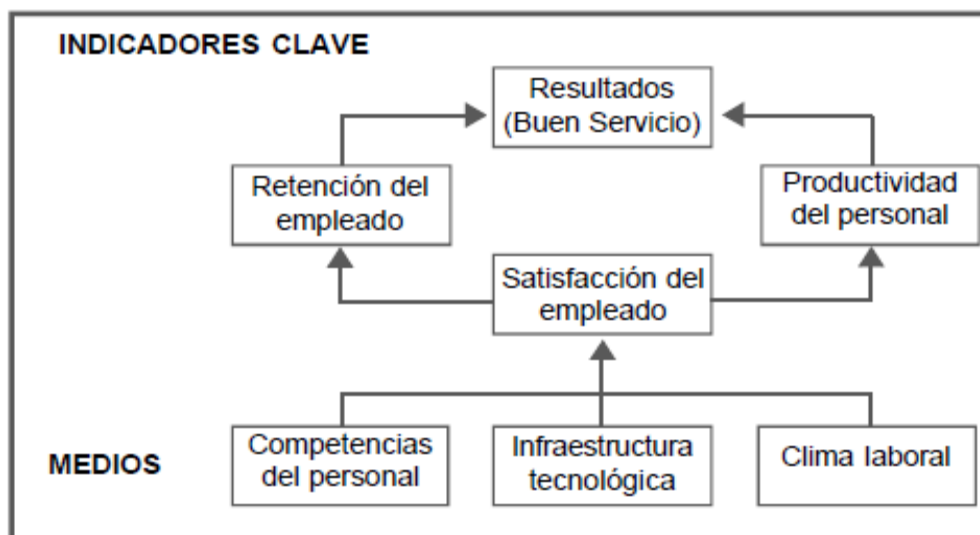 INDICADORES CLAVE
Resultados
(Buen Servicio)
Retención del
empleado
Productividad
del personal
Satisfacción del
empleado
MEDIOS
Competencias
del personal
Infraestructura
tecnológica
Clima laboral